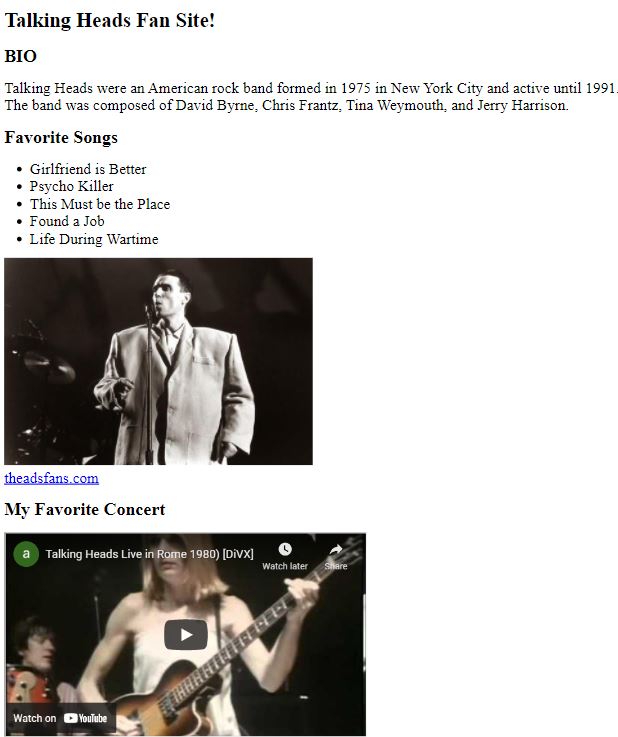 Talking Heads Fan Site!
BIO
Talking Heads were an American rock band formed in 1975 in New York City and active until 1991.
The band was composed of David Byrne, Chris Frantz, Tina Weymouth, and Jerry Harrison.
Favorite Songs
Girlfriend is Better
Psycho Killer
This Must be the Place
Found a Job
Life During Wartime
theadsfans.com
My Favorite Concert
a Talking Heads Live in Rome 1980) [DiVX]
Watch later Share
Watch on YouTube